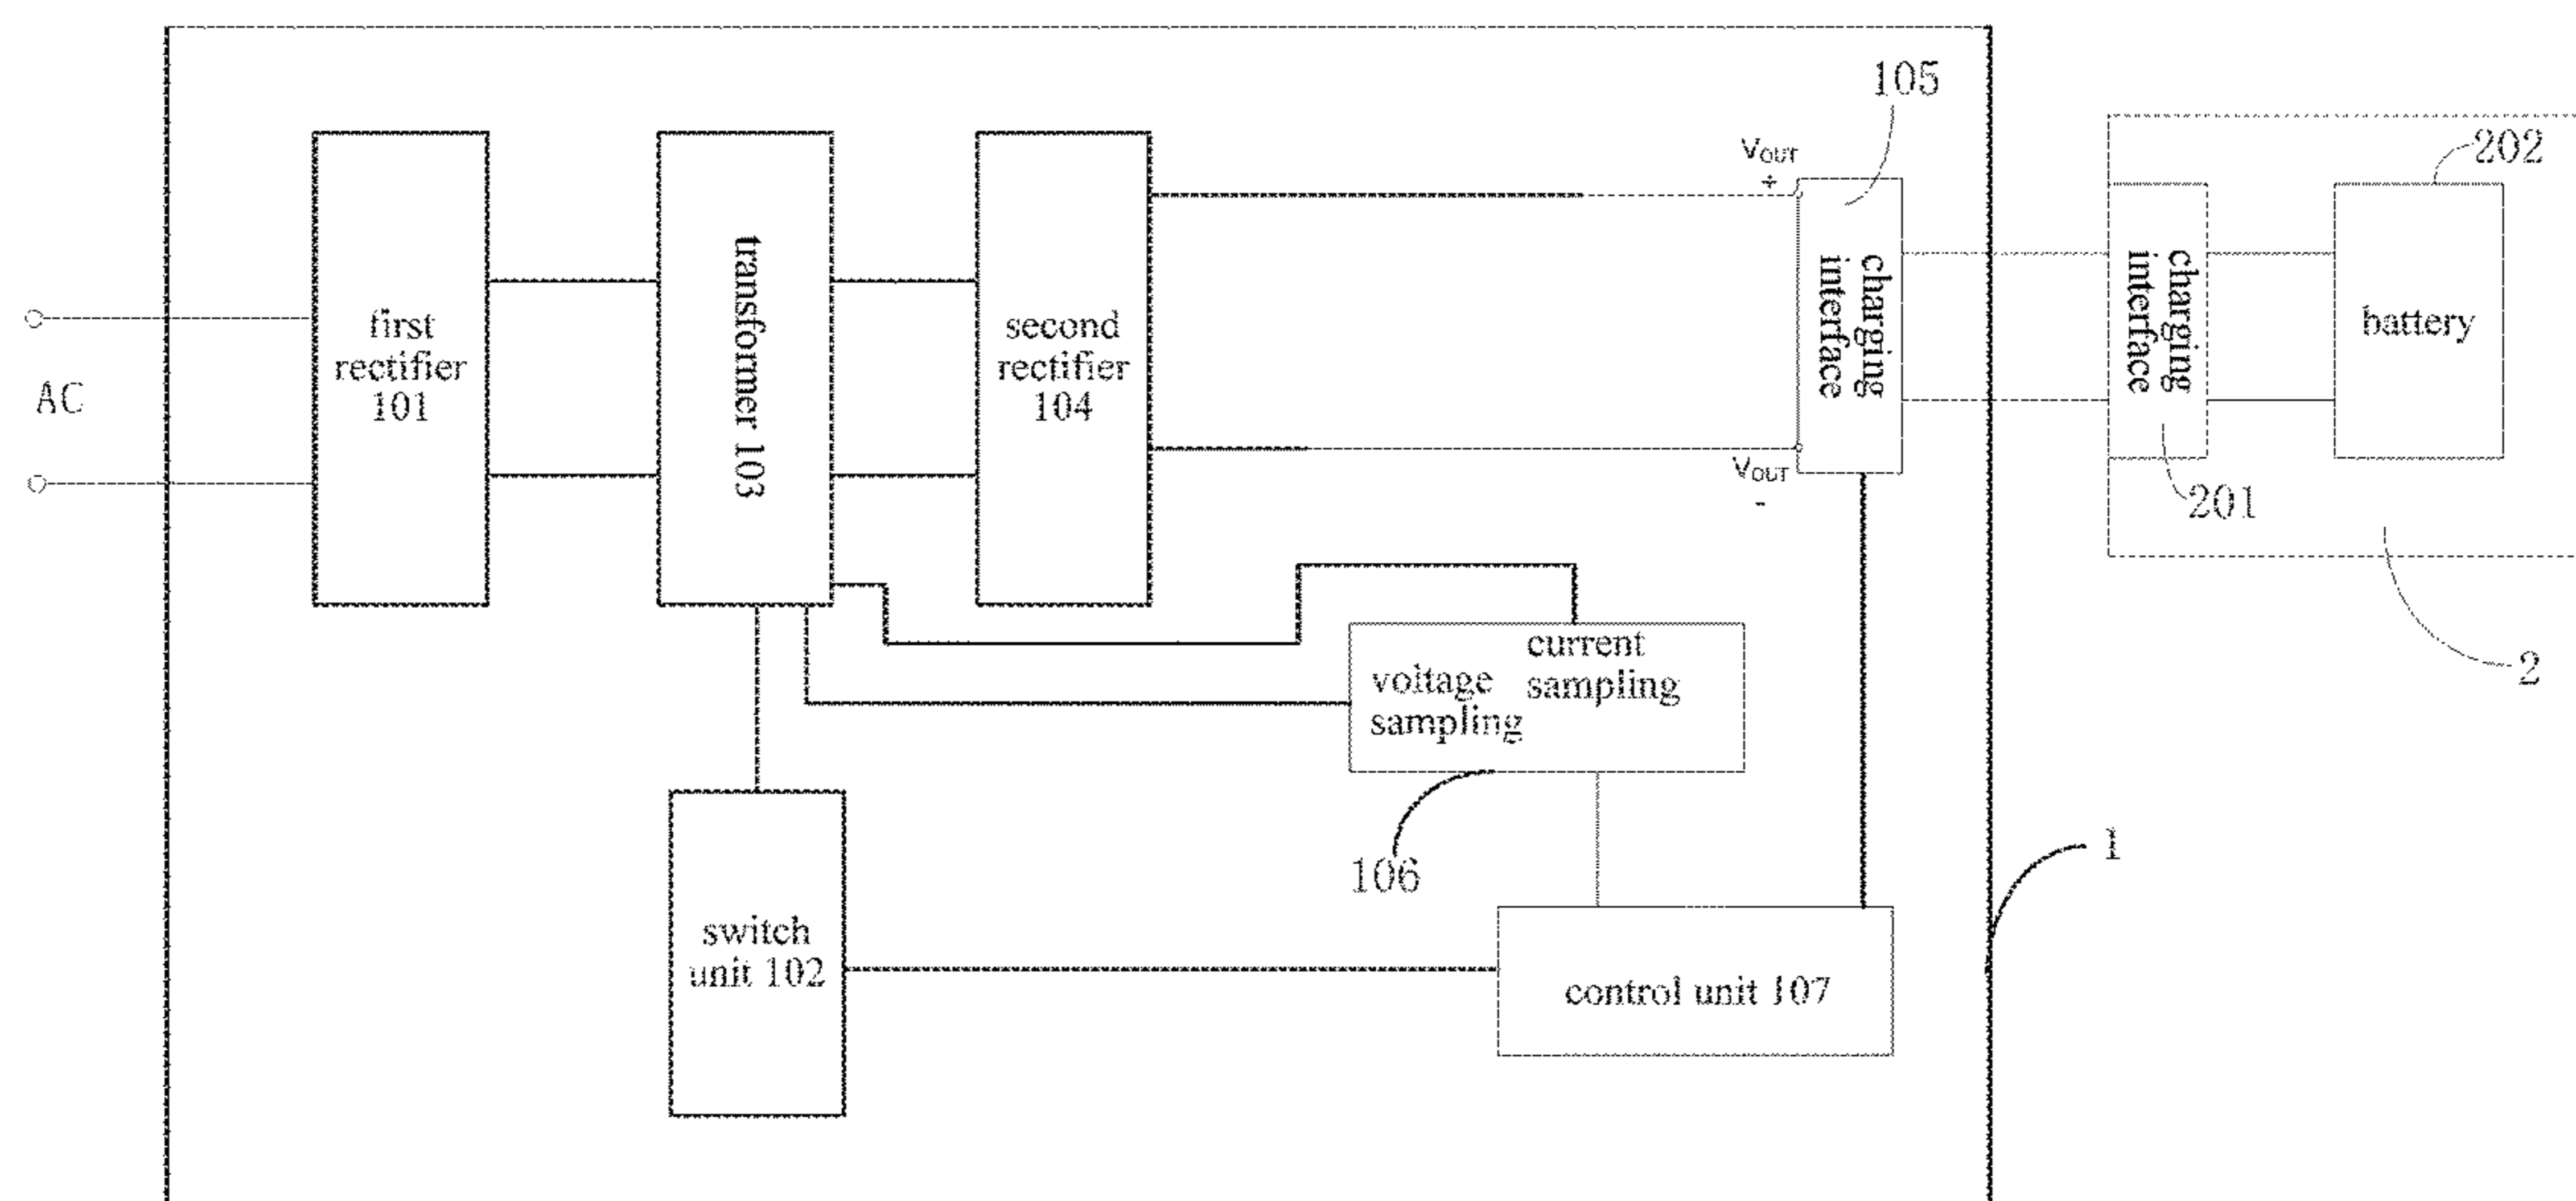 105
VOUT
+
202
first
rectifier
101
transformer 103
second
rectifier
104
charging
interface
charging
interface
battery
AC
VOUT
-
201
current
sampling
voltage
sampling
2
106
1
switch
unit 102
control unit 107